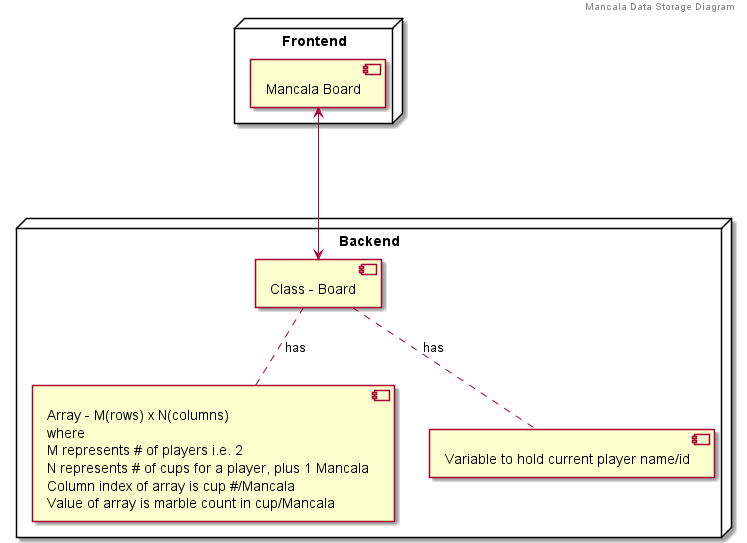 Mancala Data Storage Diagram
Frontend
Mancala Board
Backend
Class - Board
has
has
Array - M(rows) x N(columns)
where
M represents # of players i.e. 2
N represents # of cups for a player, plus 1 Mancala
Column index of array is cup #/Mancala
Value of array is marble count in cup/Mancala
Variable to hold current player name/id